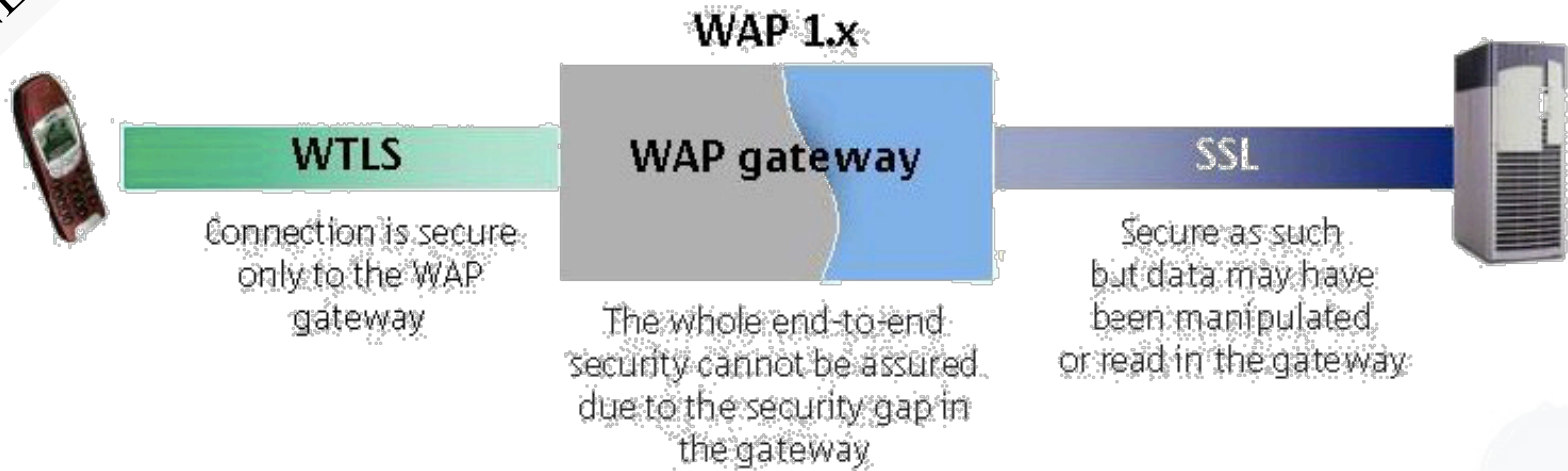 WAP 1.x
WTLS
WAP gateway
SSL
Connection is secure
only to the WAP
gateway
The whole end-to-end
security cannot be assured
due to the security gap in
the gateway
Secure as such
but data may have
been manipulated
or read in the gateway